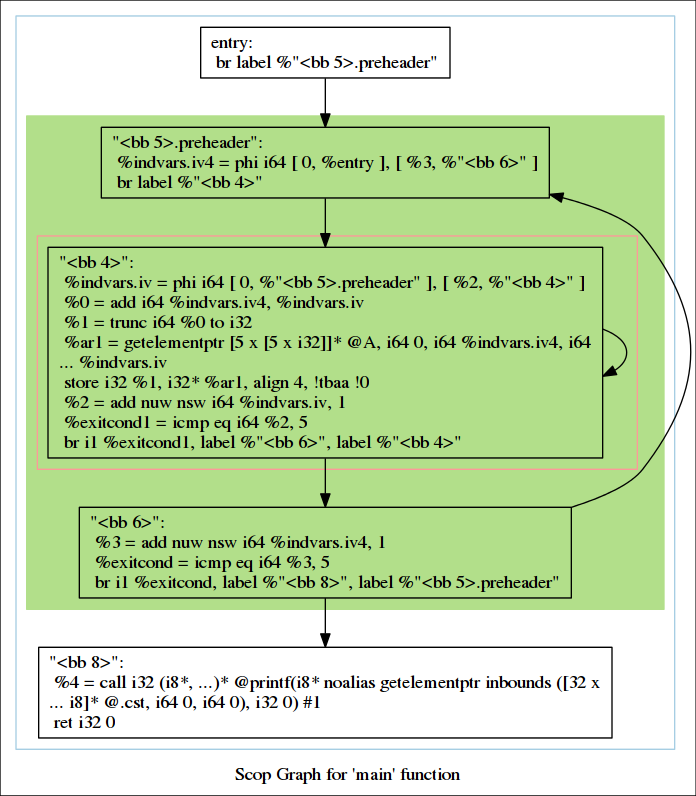 entry:
br label %"<bb 5>.preheader"
"<bb 5>.preheader":
%indvars.iv4 = phi i64 [ 0, %entry ], [ %3, %"<bb 6>" ]
br label %"<bb 4>"
"<bb 4>":
%indvars.iv = phi i64 [ 0, %"<bb 5>.preheader" ], [ %2, %"<bb 4>" ]
%0 = add i64 %indvars.iv4, %indvars.iv
%1 = trunc i64 %0 to i32
%ar1 = getelementptr [5 x [5 x i32]]* @A, i64 0, i64 %indvars.iv4, i64
... %indvars.iv
store i32 %1, i32* %ar1, align 4, !tbaa !0
%2 = add nuw nsw i64 %indvars.iv, 1
%exitcond1 = icmp eq i64 %2, 5
br i1 %exitcond1, label %"<bb 6>", label %"<bb 4>"
"<bb 6>":
%3 = add nuw nsw i64 %indvars.iv4, 1
%exitcond = icmp eq i64 %3, 5
br i1 %exitcond, label %"<bb 8>", label %"<bb 5>.preheader"
"<bb 8>":
%4 = call i32 (i8*, ...)* @printf(i8* noalias getelementptr inbounds ([32 x
... i8]* @.cst, i64 0, i64 0), i32 0) #1
ret i32 0
Scop Graph for 'main' function